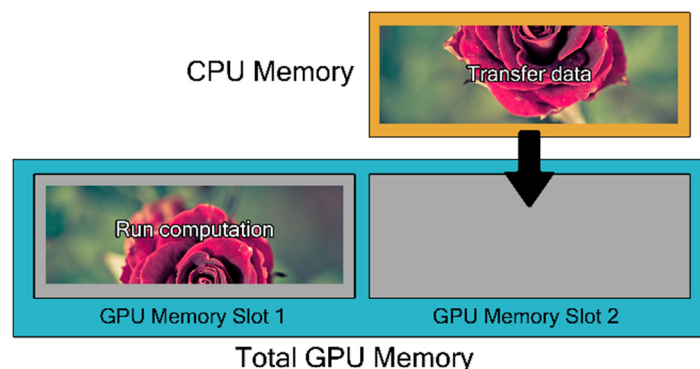 CPU Memory
Transfer data
Run computation
GPU Memory Slot 1
GPU Memory Slot 2
Total GPU Memory